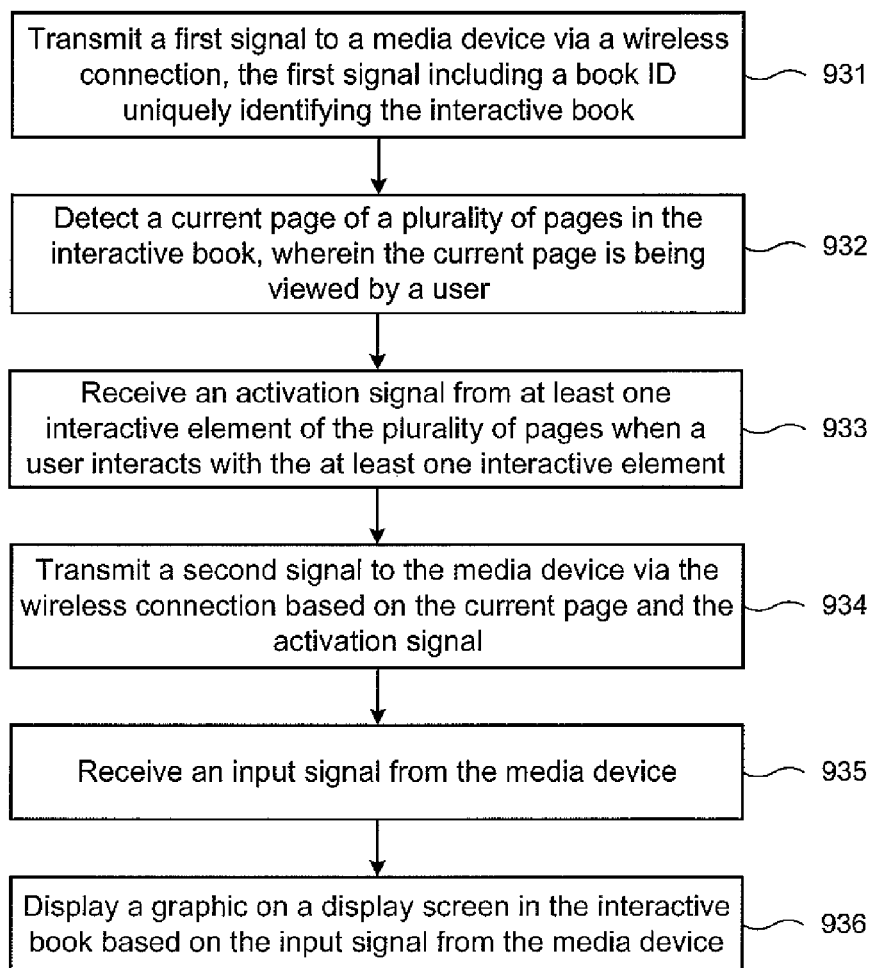 Transmit a first signal to a media device via a wireless
connection, the first signal including a book ID
uniquely identifying the interactive book
931
Detect a current page of a plurality of pages in the
interactive book, wherein the current page is being
viewed by a user
932
Receive an activation signal from at least one
interactive element of the plurality of pages when a
user interacts with the at least one interactive element
933
Transmit a second signal to the media device via the
wireless connection based on the current page and the
activation signal
934
Receive an input signal from the media device
935
Display a graphic on a display screen in the interactive
book based on the input signal from the media device
936